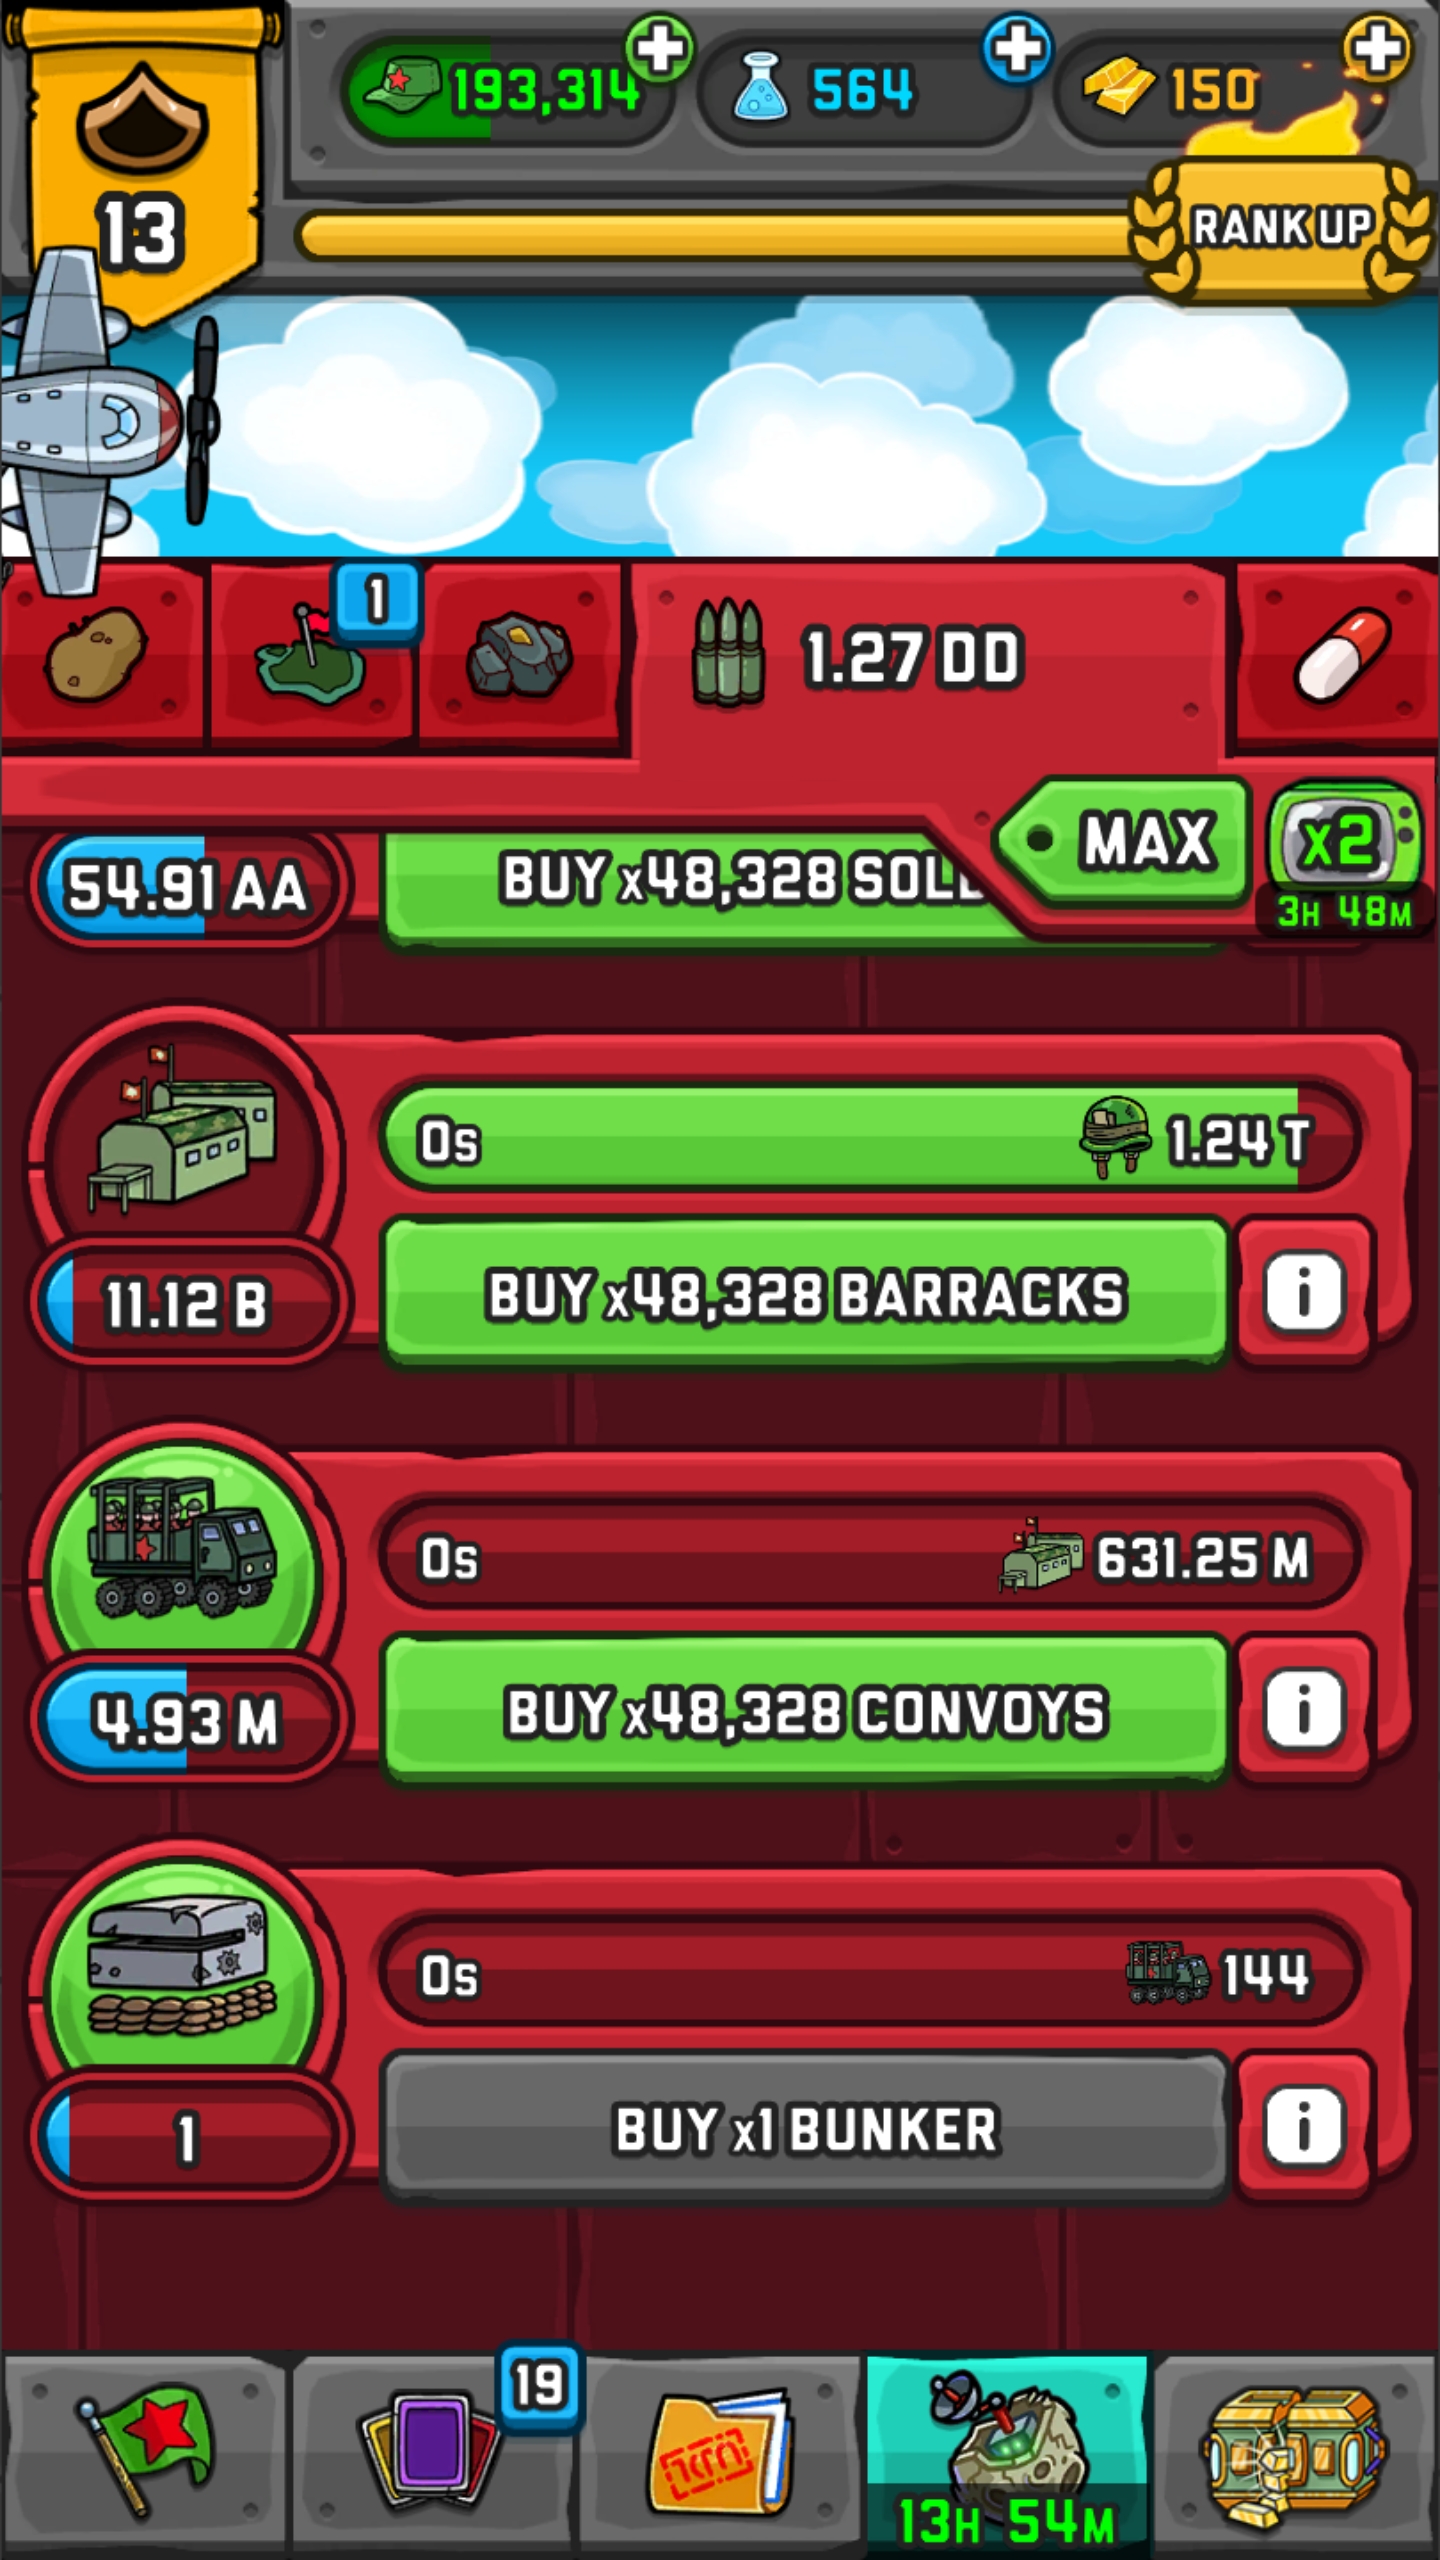 193,314
564
150
13
RANK UP
1
1.27 DD
MAX
x2
3H 48M
54.91 AA
BUY x48,328 SOLD
0s
1.24 T
11.12 B
BUY x48,328 BARRACKS
i
0s
631.25 M
4.93 M
BUY x48,328 CONVOYS
i
0s
144
1
BUY x1 BUNKER
i
19
13H 54M